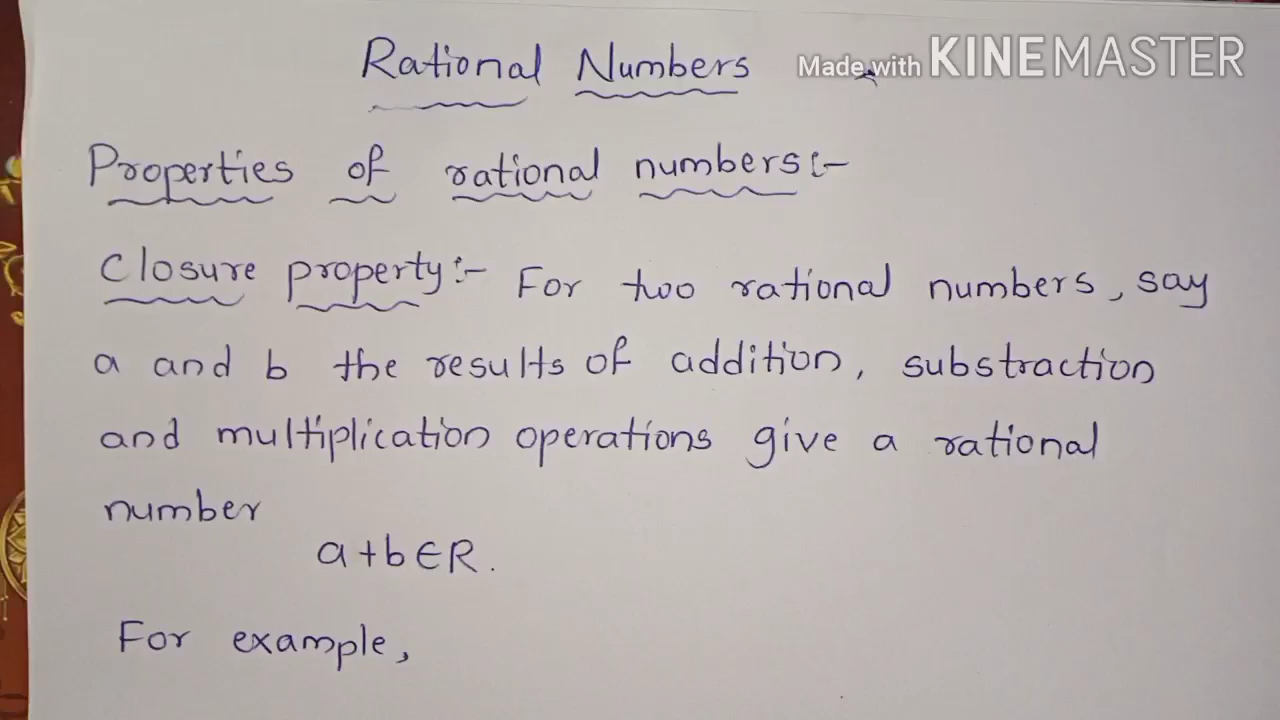 Rational Numbers
Made with KINEMASTER
Properties of rational numbers:-
Closure property:- For two rational numbers, say
a and b the results of addition, substraction
and multiplication operations give a rational
number
a+b∈R.
For example,